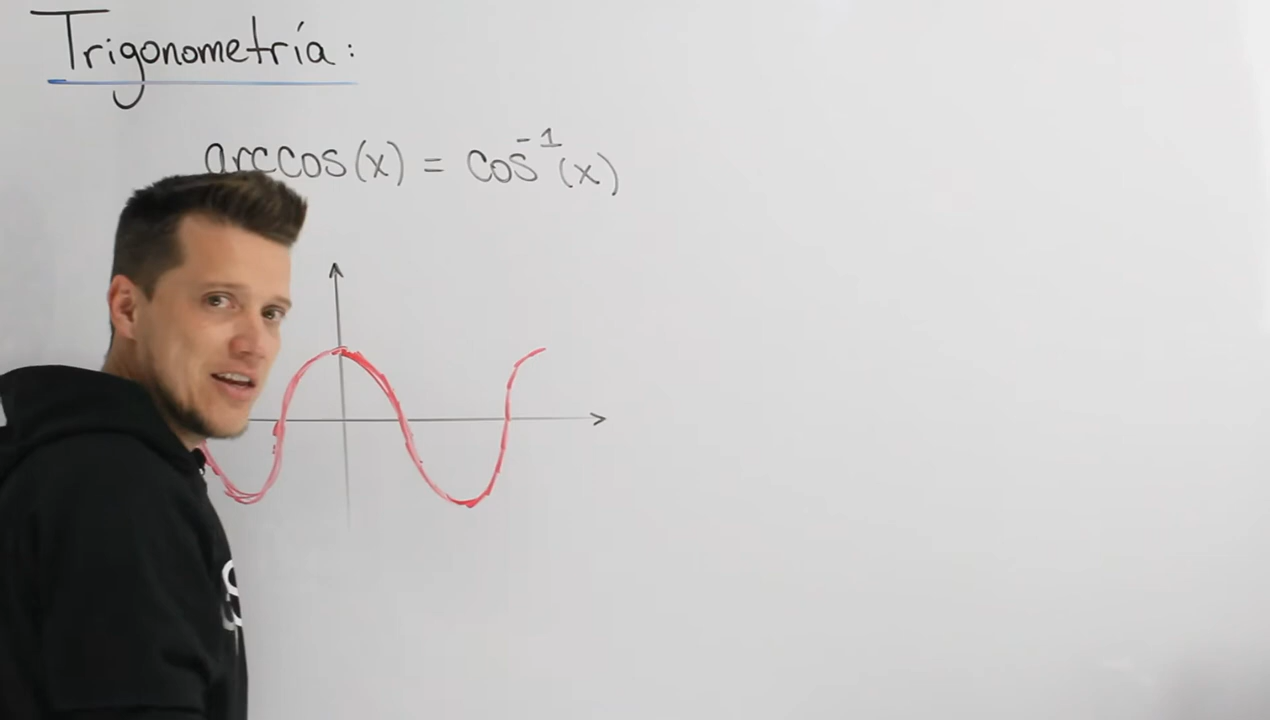 Trigonometría:
arccos(x) = cos⁻¹(x)